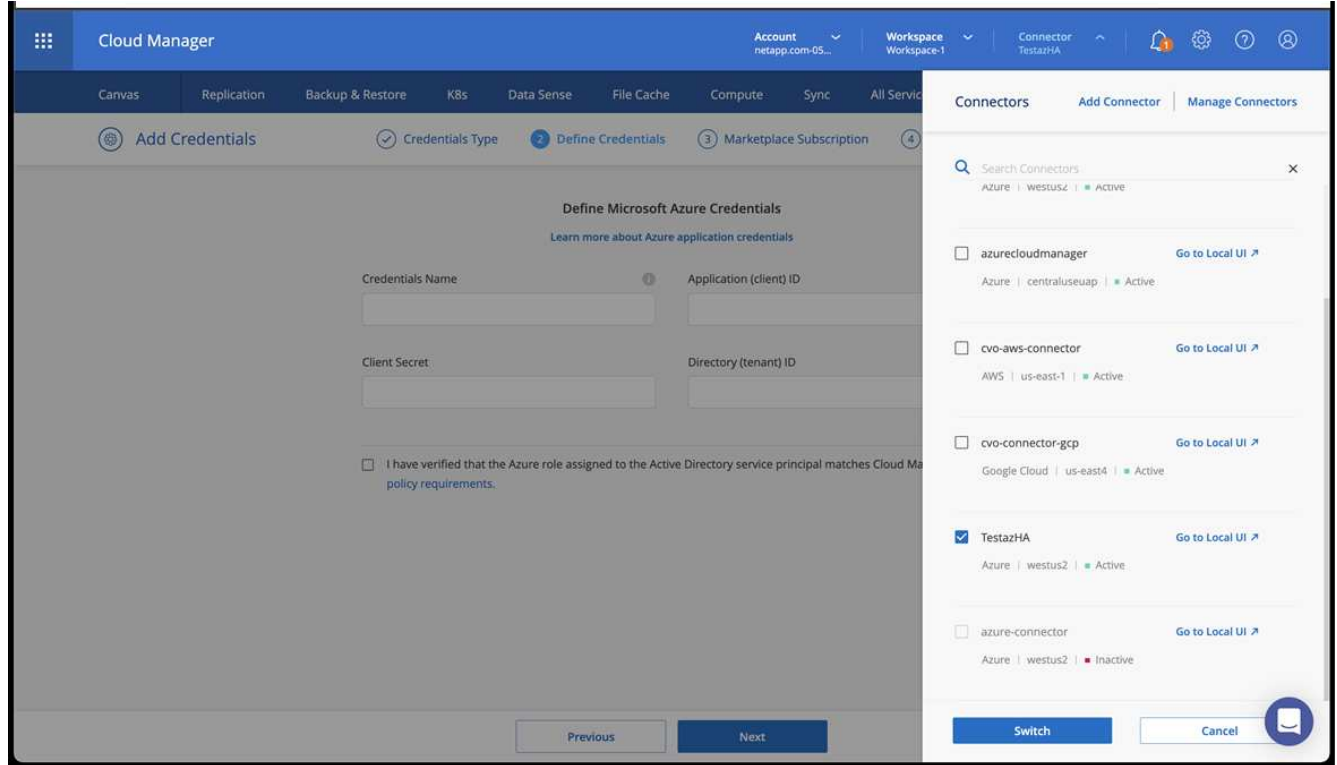 Cloud Manager
Account
netapp.com-05...
Workspace
Workspace-1
Connector
TestazHA
1
Canvas Replication Backup & Restore K8s Data Sense File Cache Compute Sync All Servic
Add Credentials
Credentials Type
2 Define Credentials
3 Marketplace Subscription
4
Define Microsoft Azure Credentials
Learn more about Azure application credentials
Credentials Name
Application (client) ID
Client Secret
Directory (tenant) ID
I have verified that the Azure role assigned to the Active Directory service principal matches Cloud Ma
policy requirements.
Previous
Next
Connectors
Add Connector
Manage Connectors
Search Connectors
Azure | westus2 | Active
azurecloudmanager Go to Local UI
Azure | centraluseuap | Active
cvo-aws-connector Go to Local UI
AWS | us-east-1 | Active
cvo-connector-gcp Go to Local UI
Google Cloud | us-east4 | Active
TestazHA Go to Local UI
Azure | westus2 | Active
azure-connector Go to Local UI
Azure | westus2 | Inactive
Switch
Cancel